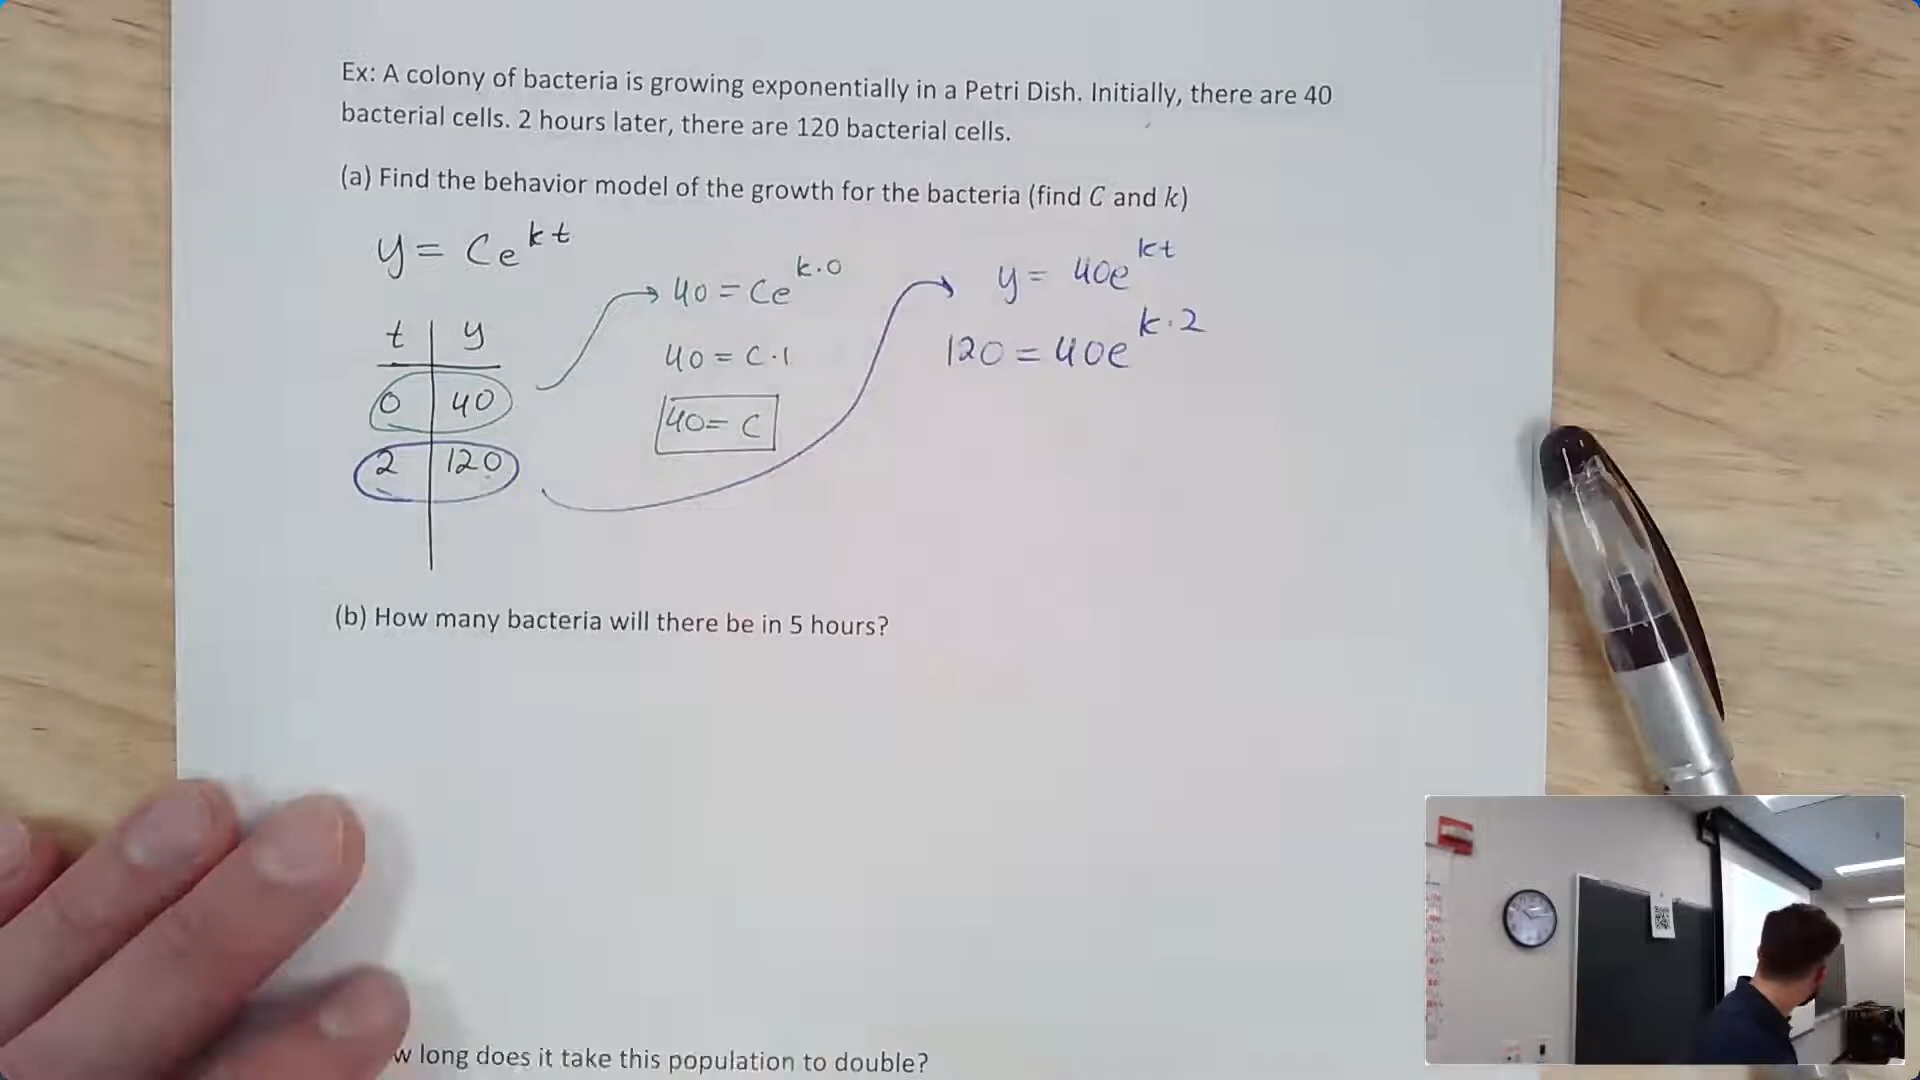 Ex: A colony of bacteria is growing exponentially in a Petri Dish. Initially, there are 40
bacterial cells. 2 hours later, there are 120 bacterial cells.
(a) Find the behavior model of the growth for the bacteria (find C and k)
y = Ce^{kt}
t | y
0 | 40
2 | 120
40 = Ce^{k·0}
40 = C·1
40 = C
y = 40e^{kt}
120 = 40e^{k·2}
(b) How many bacteria will there be in 5 hours?
w long does it take this population to double?